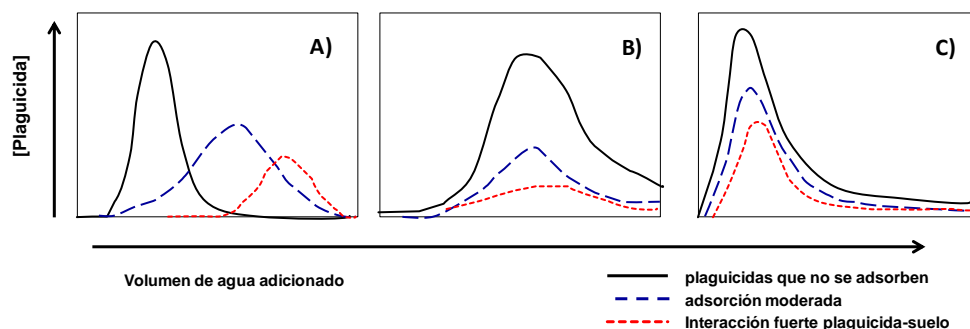 A)
B)
C)
[Plaguicida]
Volumen de agua adicionado
plaguicidas que no se adsorben
adsorción moderada
Interacción fuerte plaguicida-suelo